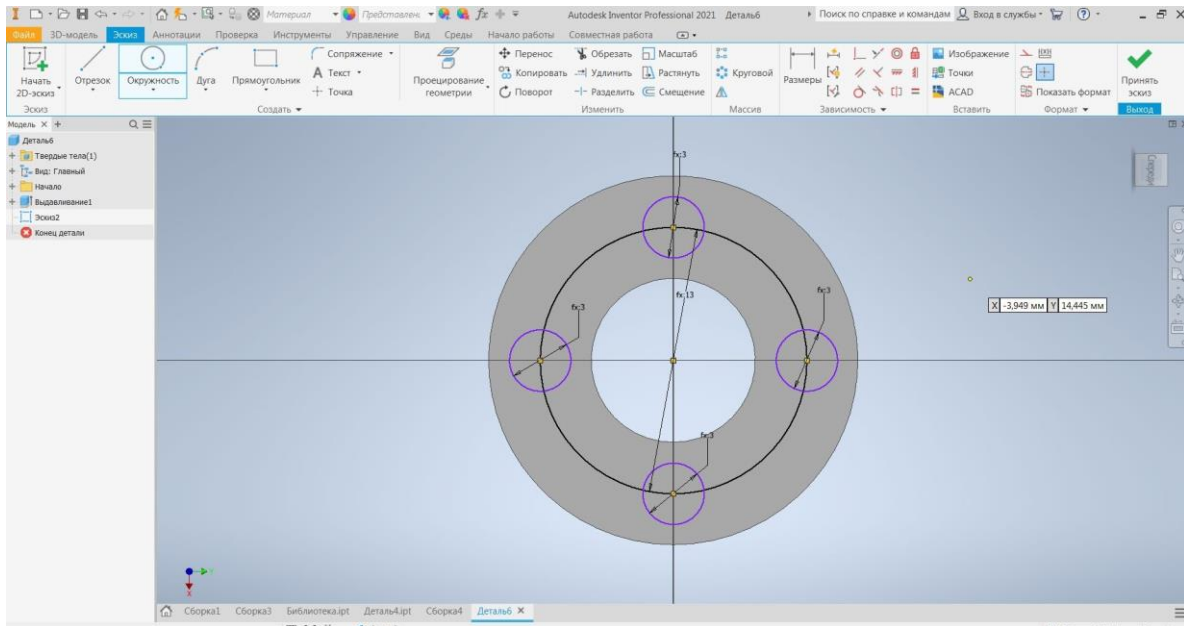 Материал Представлен. fx Autodesk Inventor Professional 2021 Деталь6 Поиск по справке и командам Вход в службы
Файл 3D-модель Эскиз Аннотации Проверка Инструменты Управление Вид Среды Начало работы Совместная работа
Начать 2D-эскиз
Отрезок
Окружность
Дуга
Прямоугольник
Сопряжение
A Текст
Точка
Проецирование геометрии
Перенос
Копировать
Поворот
Обрезать
Удлинить
Разделить
Масштаб
Растянуть
Смещение
Круговой
Размеры
Изображение
Точки
ACAD
Показать формат
Принять эскиз
Эскиз Создать Изменить Массив Зависимость Вставить Формат Выход
Модель
Деталь6
Твердые тела(1)
Вид: Главный
Начало
Выдавливание1
Эскиз2
Конец детали
fx:3
fx:13
fx:3
fx:3
X -3,949 мм Y 14,445 мм
fx:3
Y
X
Сборка1 Сборка3 Библиотека.ipt Деталь4.ipt Сборка4 Деталь6